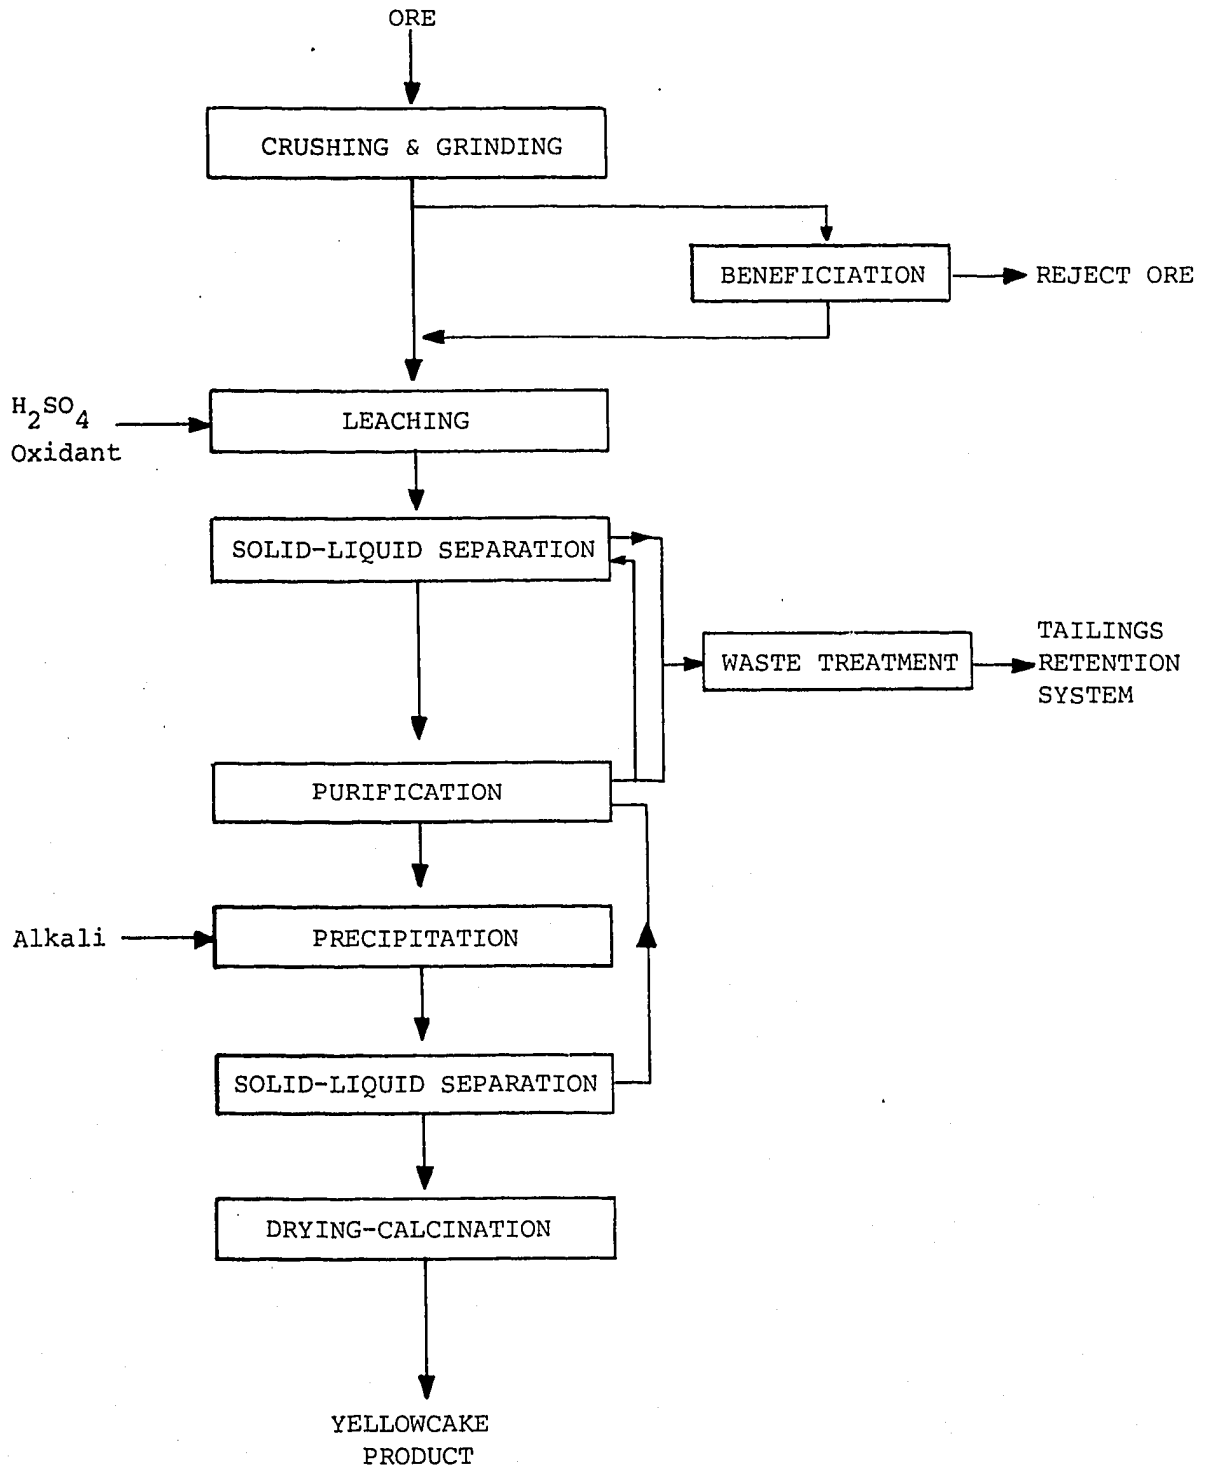 ORE
CRUSHING & GRINDING
BENEFICIATION
REJECT ORE
H2SO4
Oxidant
LEACHING
SOLID-LIQUID SEPARATION
WASTE TREATMENT
TAILINGS
RETENTION
SYSTEM
PURIFICATION
Alkali
PRECIPITATION
SOLID-LIQUID SEPARATION
DRYING-CALCINATION
YELLOWCAKE
PRODUCT